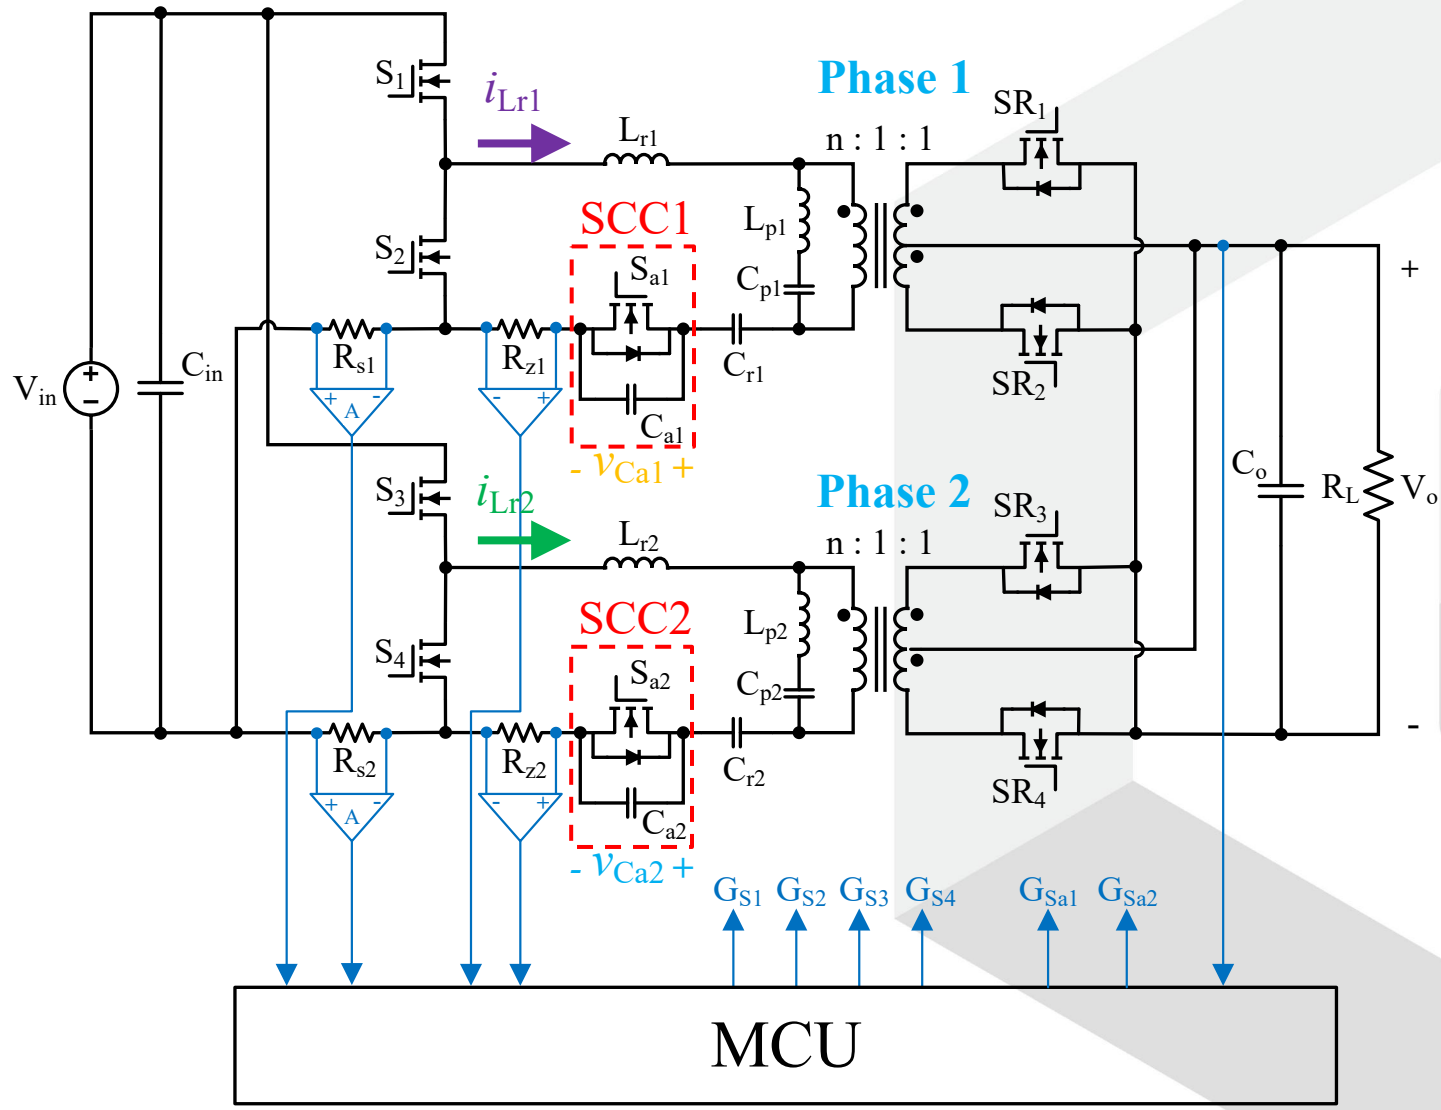 Phase 1
S1
iLr1
Lr1
n : 1 : 1
SR1
SCC1
S2
Sa1
Lp1
Cp1
+
Rs1
Rz1
Cr1
SR2
Vin
+
-
Cin
+ A -
- +
Ca1
- vCa1 +
S3
iLr2
Phase 2
Lr2
n : 1 : 1
SR3
Co
RL
Vo
SCC2
S4
Sa2
Lp2
Cp2
-
Rs2
Rz2
Cr2
SR4
+ A -
- +
Ca2
- vCa2 +
GS1
GS2
GS3
GS4
GSa1
GSa2
MCU